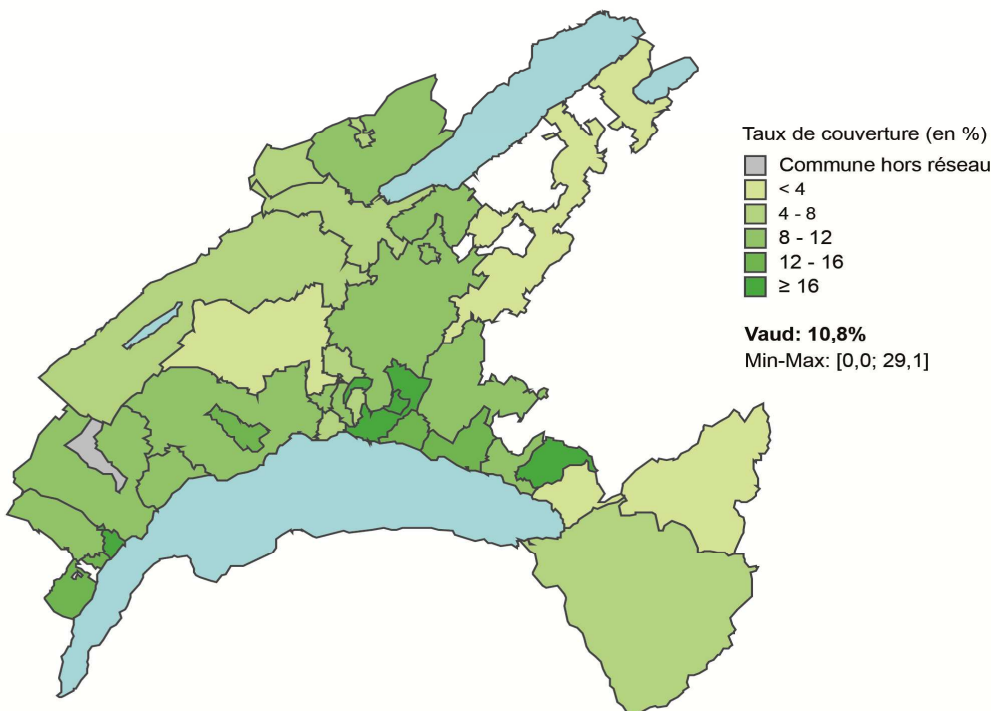 Taux de couverture (en %)
Commune hors réseau
< 4
4 - 8
8 - 12
12 - 16
≥ 16
Vaud: 10,8%
Min-Max: [0,0; 29,1]